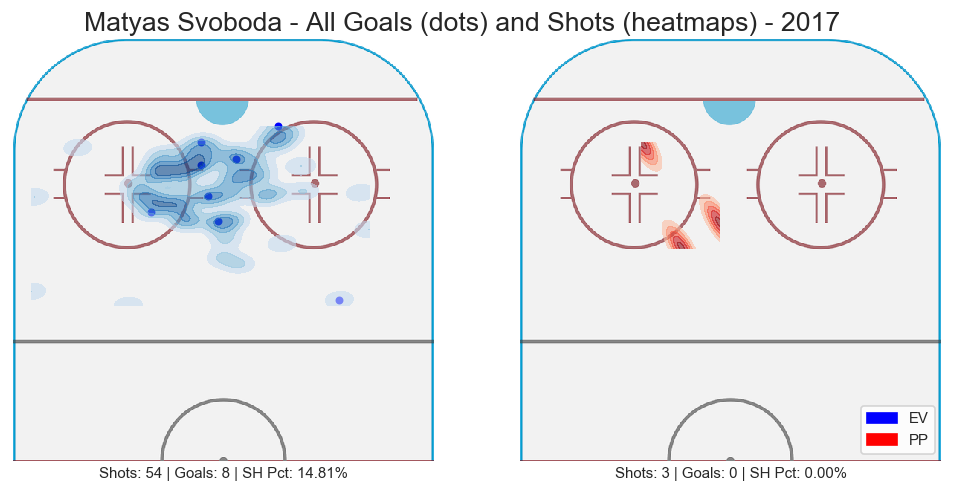 Matyas Svoboda - All Goals (dots) and Shots (heatmaps) - 2017
EV
PP
Shots: 54 | Goals: 8 | SH Pct: 14.81%
Shots: 3 | Goals: 0 | SH Pct: 0.00%